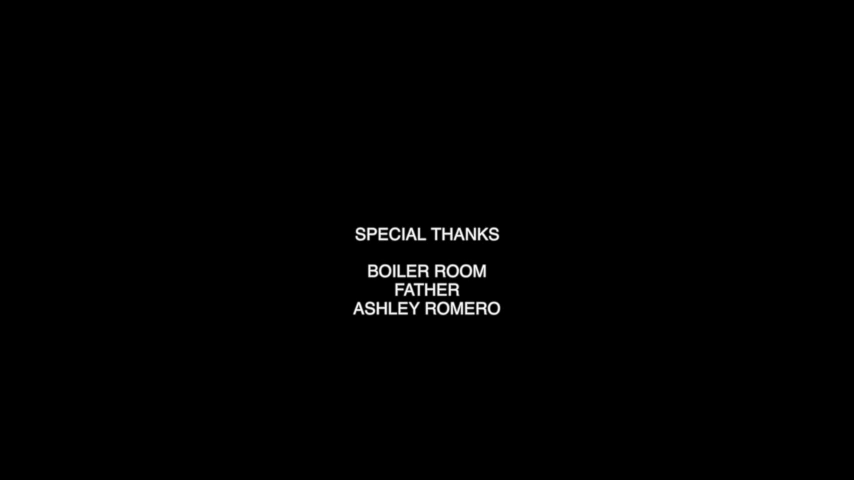 SPECIAL THANKS
BOILER ROOM
FATHER
ASHLEY ROMERO